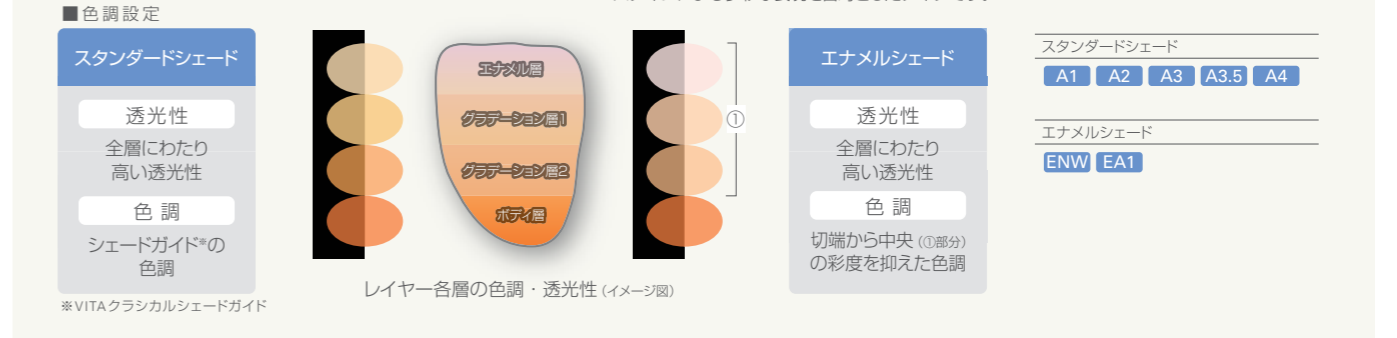 ■色調設定
スタンダードシェード
透光性
全層にわたり
高い透光性
色調
シェードガイド※の
色調
※VITAクラシカルシェードガイド
エナメル層
グラデーション層1
グラデーション層2
ボディ層
①
レイヤー各層の色調・透光性(イメージ図)
エナメルシェード
透光性
全層にわたり
高い透光性
色調
切端から中央(①部分)
の彩度を抑えた色調
スタンダードシェード
A1 A2 A3 A3.5 A4
エナメルシェード
ENW EA1